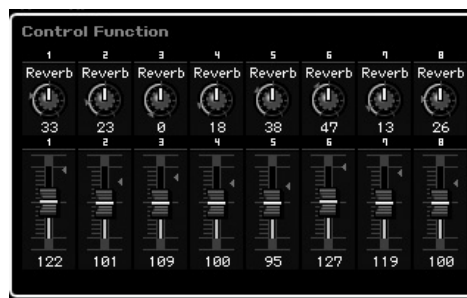 Control Function
1 2 3 4 5 6 7 8
Reverb Reverb Reverb Reverb Reverb Reverb Reverb Reverb
33 23 0 18 38 47 13 26
1 2 3 4 5 6 7 8
122 101 109 100 95 127 119 100